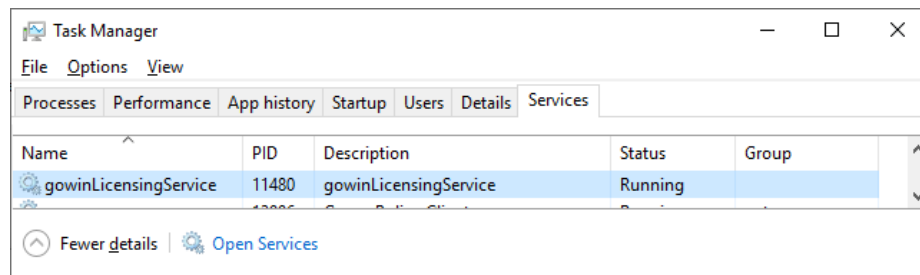 Task Manager
File Options View
Processes Performance App history Startup Users Details Services
Name PID Description Status Group
gowinLicensingService 11480 gowinLicensingService Running
Fewer details Open Services